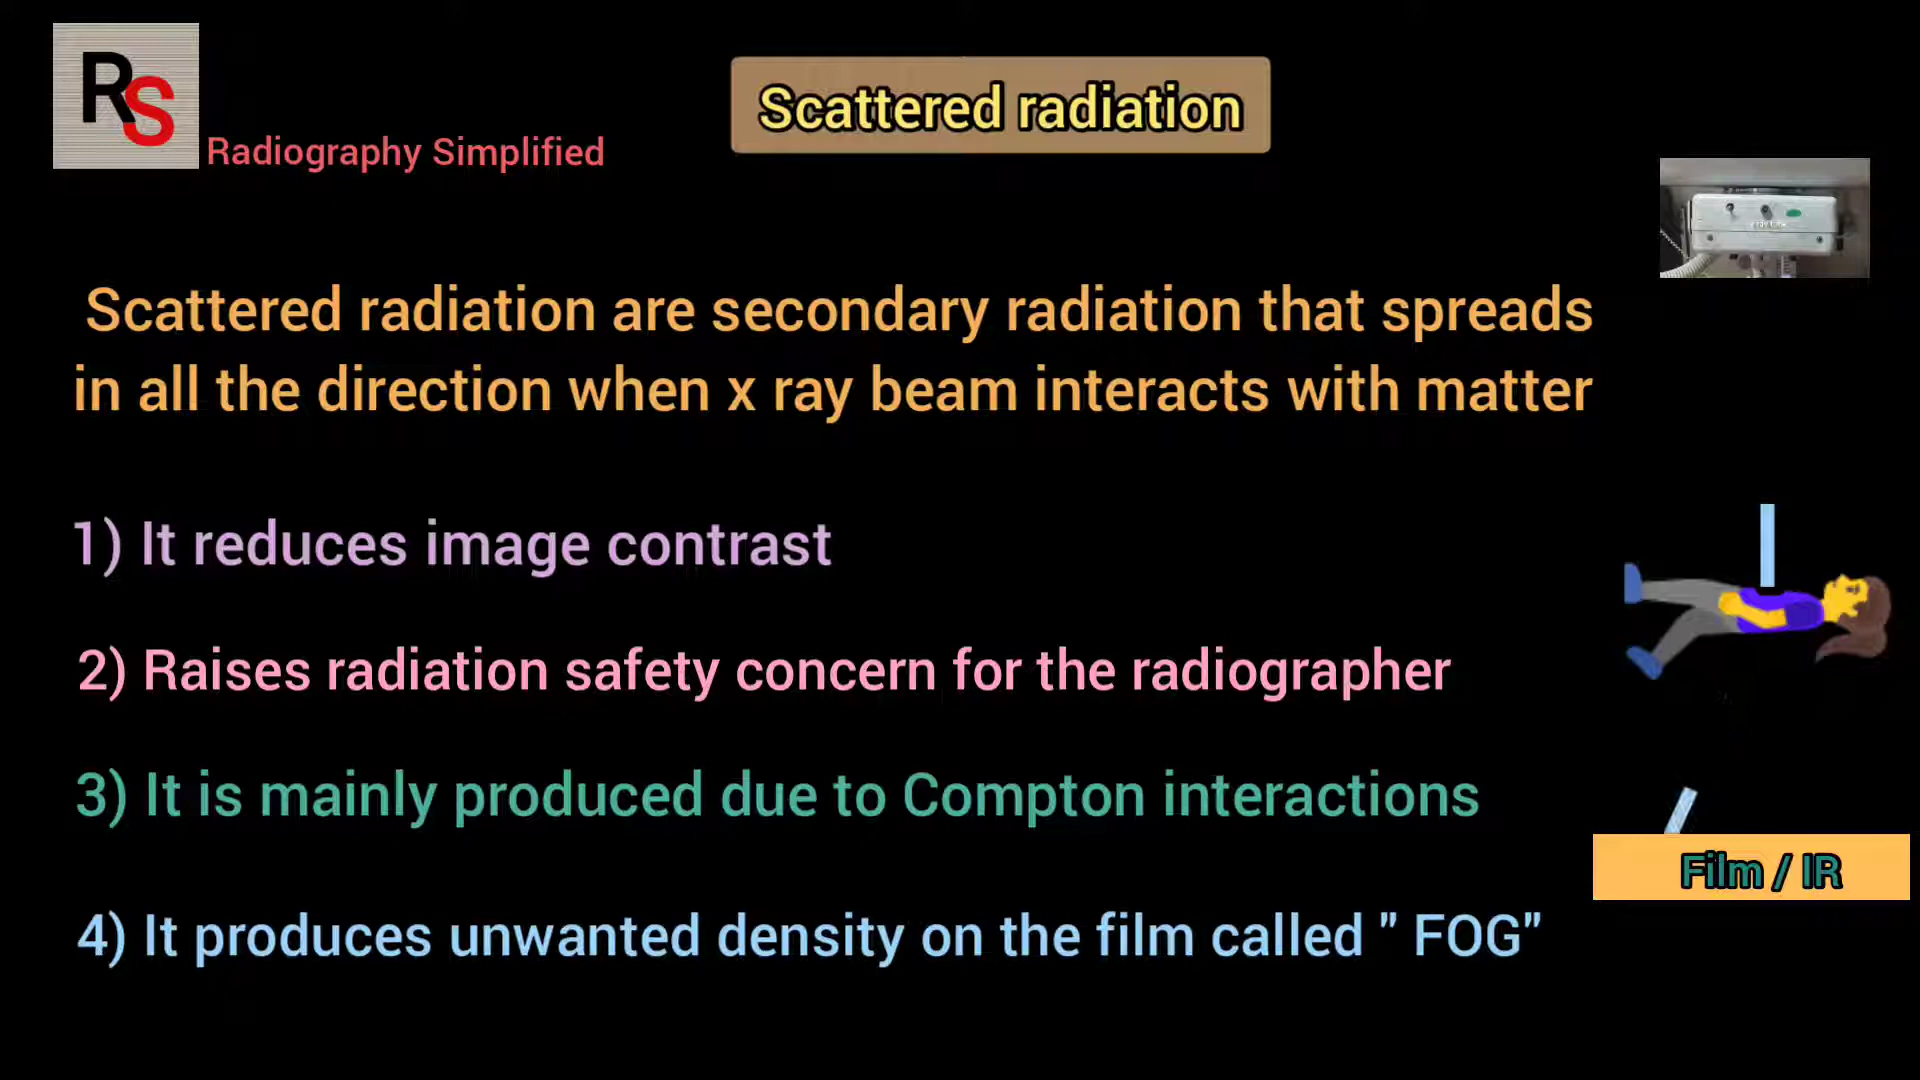 RS
Radiography Simplified
Scattered radiation
Scattered radiation are secondary radiation that spreads
in all the direction when x ray beam interacts with matter
1) It reduces image contrast
2) Raises radiation safety concern for the radiographer
3) It is mainly produced due to Compton interactions
4) It produces unwanted density on the film called " FOG"
Film / IR